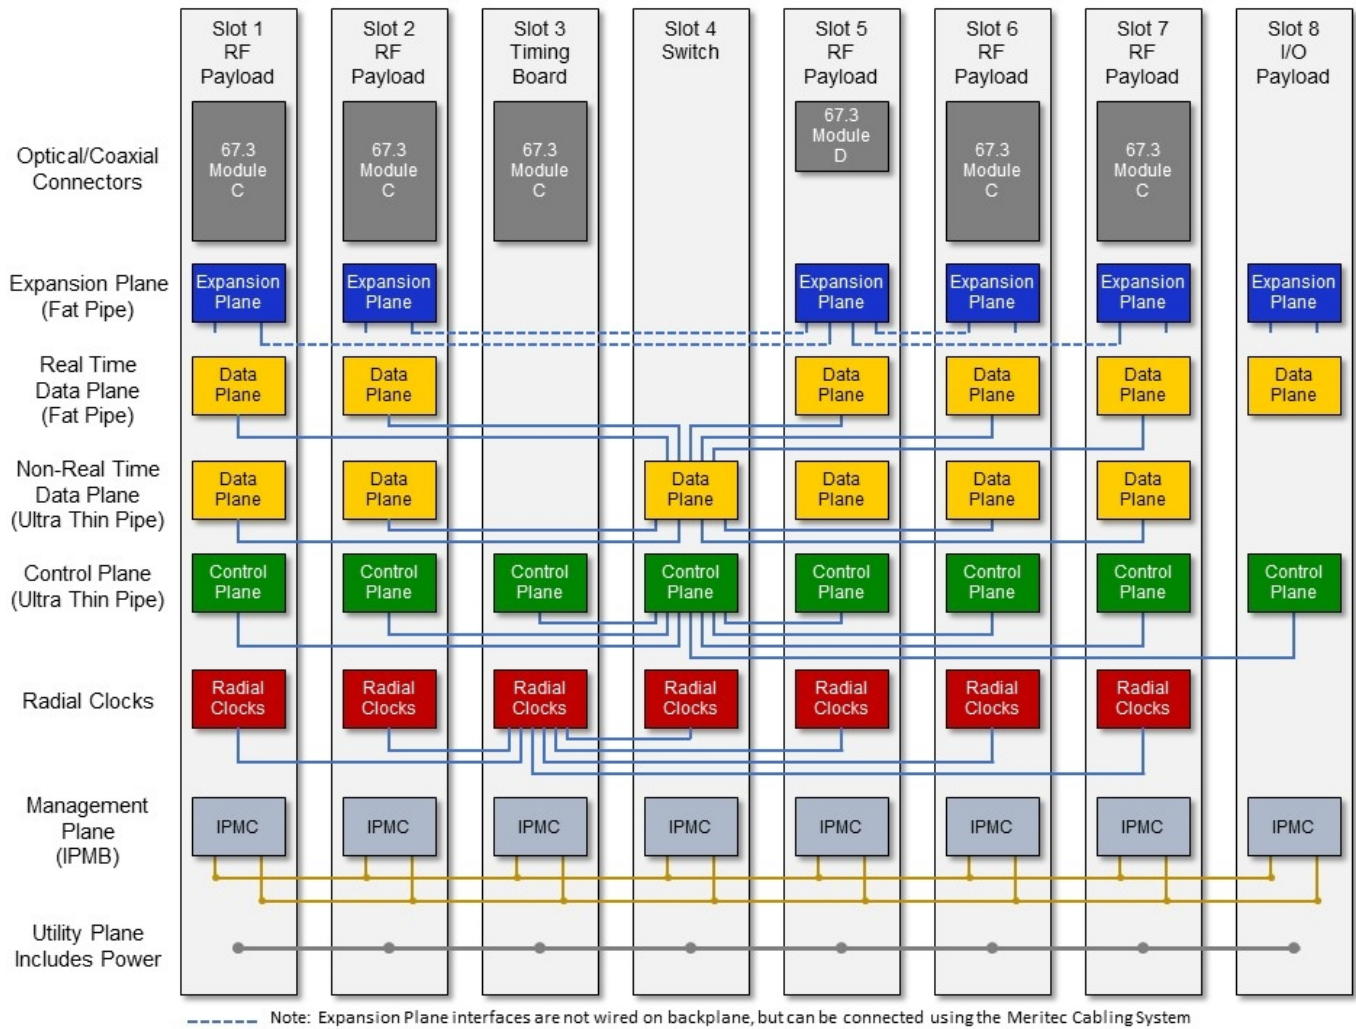 Slot 1
RF
Payload
Slot 2
RF
Payload
Slot 3
Timing
Board
Slot 4
Switch
Slot 5
RF
Payload
Slot 6
RF
Payload
Slot 7
RF
Payload
Slot 8
I/O
Payload
Optical/Coaxial
Connectors
67.3
Module
C
67.3
Module
C
67.3
Module
C
67.3
Module
D
67.3
Module
C
67.3
Module
C
Expansion Plane
(Fat Pipe)
Expansion
Plane
Expansion
Plane
Expansion
Plane
Expansion
Plane
Expansion
Plane
Expansion
Plane
Real Time
Data Plane
(Fat Pipe)
Data
Plane
Data
Plane
Data
Plane
Data
Plane
Data
Plane
Data
Plane
Non-Real Time
Data Plane
(Ultra Thin Pipe)
Data
Plane
Data
Plane
Data
Plane
Data
Plane
Data
Plane
Data
Plane
Control Plane
(Ultra Thin Pipe)
Control
Plane
Control
Plane
Control
Plane
Control
Plane
Control
Plane
Control
Plane
Control
Plane
Control
Plane
Radial Clocks
Radial
Clocks
Radial
Clocks
Radial
Clocks
Radial
Clocks
Radial
Clocks
Radial
Clocks
Radial
Clocks
Management
Plane
(IPMB)
IPMC
IPMC
IPMC
IPMC
IPMC
IPMC
IPMC
IPMC
Utility Plane
Includes Power
Note: Expansion Plane interfaces are not wired on backplane, but can be connected using the Meritec Cabling System